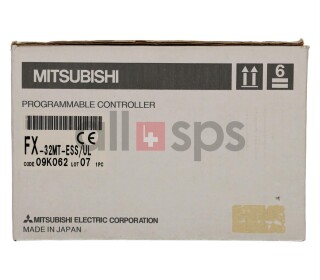 MITSUBISHI
6
PROGRAMMABLE CONTROLLER
CE
FX-32MT-ESS/UL
CODE 09K062 LOT 07 1PC
sps
MITSUBISHI ELECTRIC CORPORATION
MADE IN JAPAN